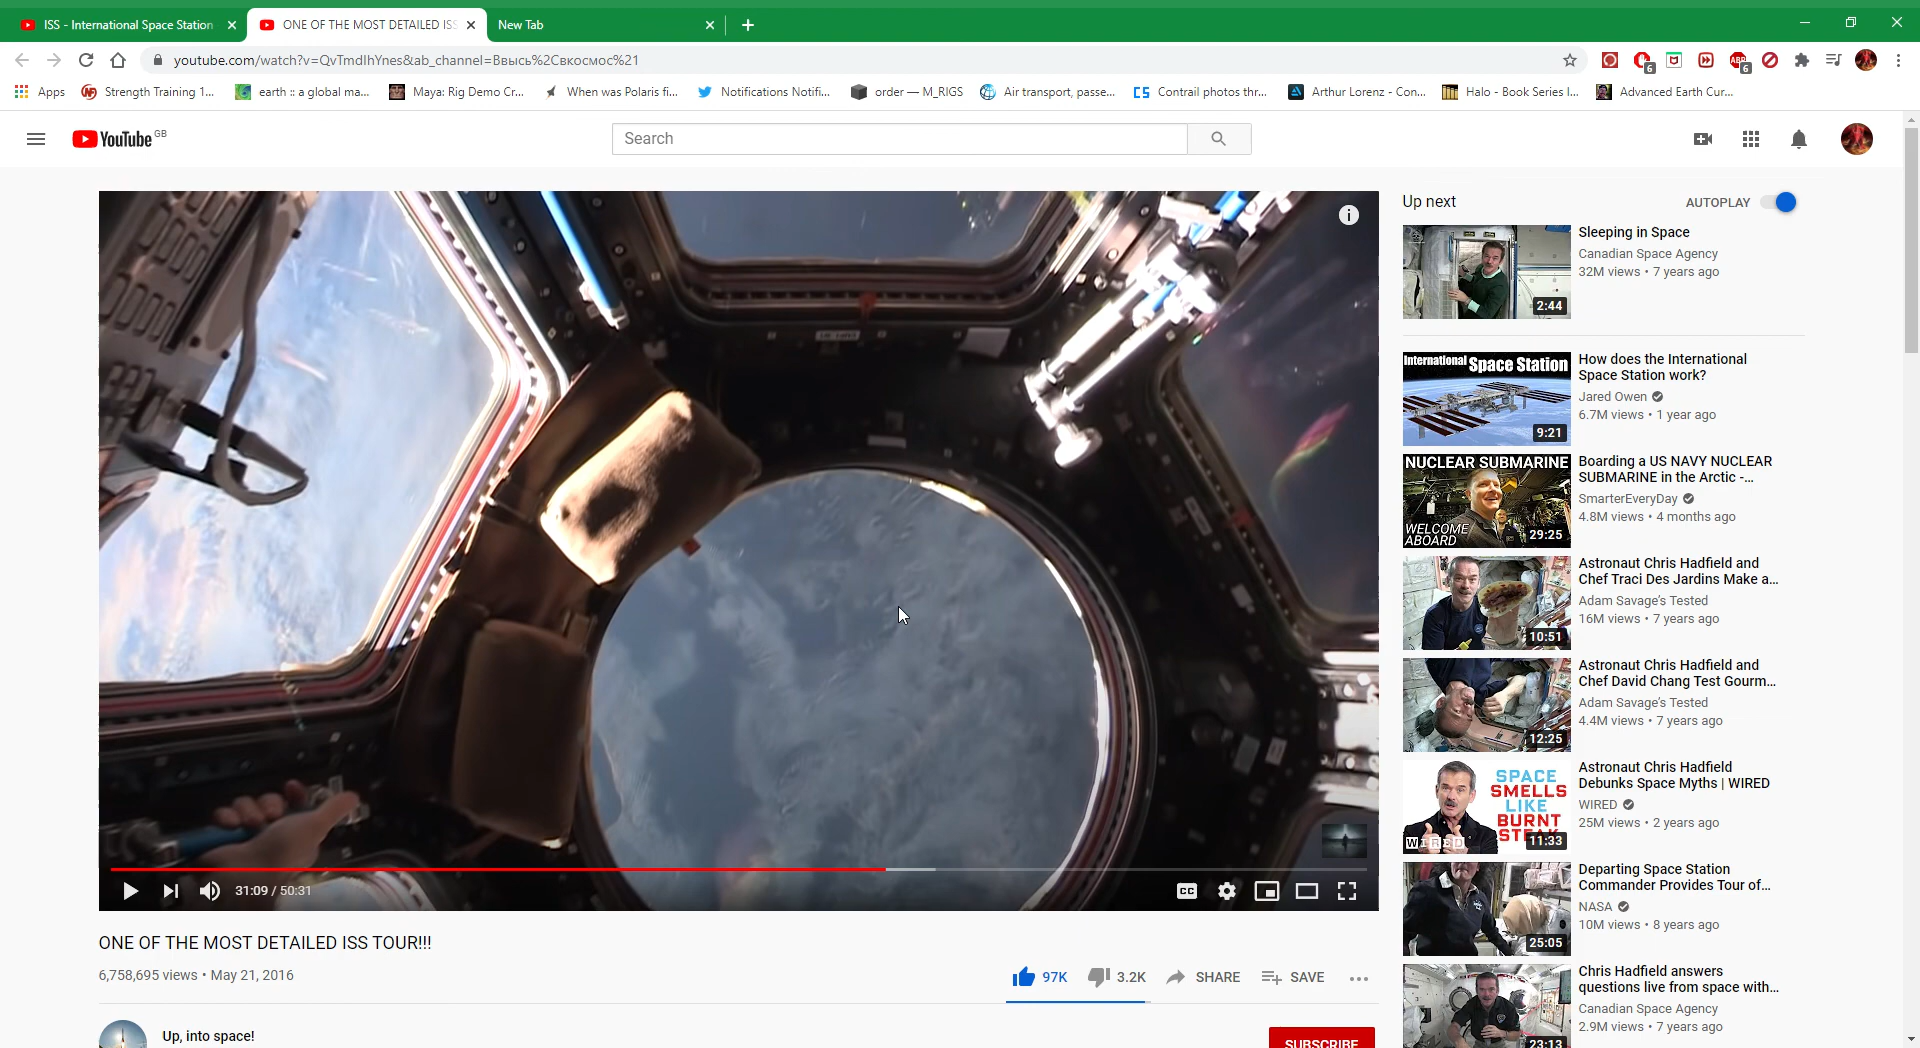 ISS - International Space Station
ONE OF THE MOST DETAILED ISS
New Tab
youtube.com/watch?v=QvTmdIhYnes&ab_channel=Ввысь%2Cвкосмос%21
6
6
Apps
Strength Training 1...
earth :: a global ma...
Maya: Rig Demo Cr...
When was Polaris fi...
Notifications Notifi...
order — M_RIGS
Air transport, passe...
Contrail photos thr...
Arthur Lorenz - Con...
Halo - Book Series I...
Advanced Earth Cur...
YouTube GB
Search
31:09 / 50:31
CC
ONE OF THE MOST DETAILED ISS TOUR!!!
6,758,695 views • May 21, 2016
97K
3.2K
SHARE
SAVE
Up, into space!
SUBSCRIBE
Up next
AUTOPLAY
2:44
Sleeping in Space
Canadian Space Agency
32M views • 7 years ago
International Space Station
9:21
How does the International
Space Station work?
Jared Owen
6.7M views • 1 year ago
NUCLEAR SUBMARINE
WELCOME
ABOARD
29:25
Boarding a US NAVY NUCLEAR
SUBMARINE in the Arctic -...
SmarterEveryDay
4.8M views • 4 months ago
10:51
Astronaut Chris Hadfield and
Chef Traci Des Jardins Make a...
Adam Savage's Tested
16M views • 7 years ago
12:25
Astronaut Chris Hadfield and
Chef David Chang Test Gourm...
Adam Savage's Tested
4.4M views • 7 years ago
SPACE
SMELLS
LIKE
BURNT
STEAK
WIRED
11:33
Astronaut Chris Hadfield
Debunks Space Myths | WIRED
WIRED
25M views • 2 years ago
25:05
Departing Space Station
Commander Provides Tour of...
NASA
10M views • 8 years ago
23:13
Chris Hadfield answers
questions live from space with...
Canadian Space Agency
2.9M views • 7 years ago